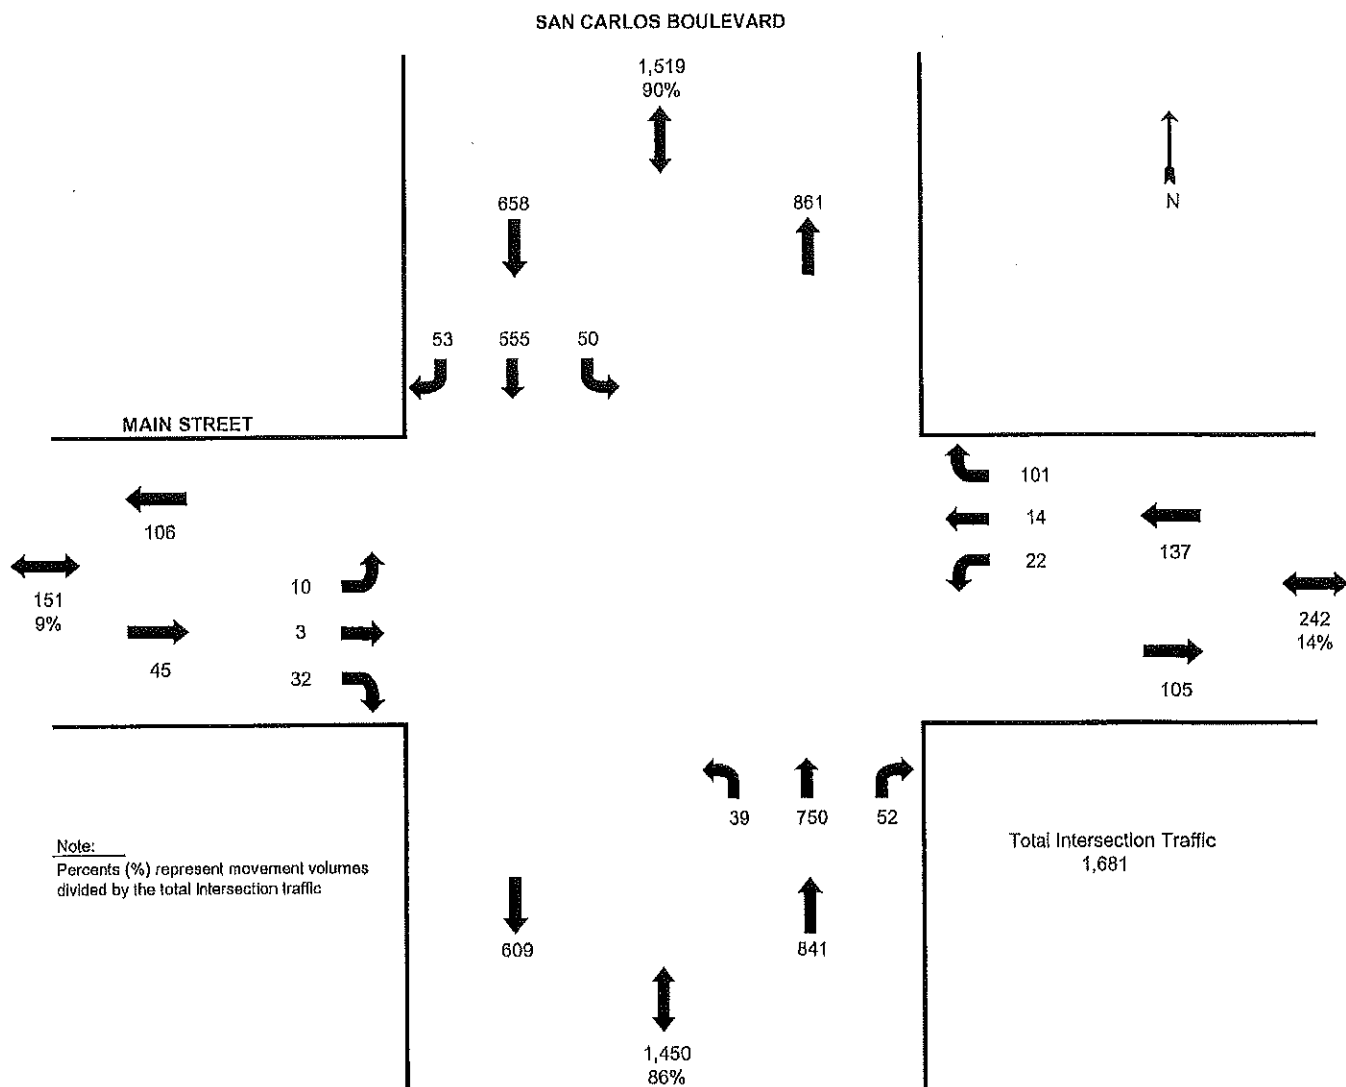 SAN CARLOS BOULEVARD
1,519
90%
658
861
N
53 555 50
MAIN STREET
101
106
14
137
22
10
151
9%
3
242
14%
45
32
105
39 750 52
Note:
Percents (%) represent movement volumes
divided by the total Intersection traffic
Total Intersection Traffic
1,681
609
841
1,450
86%